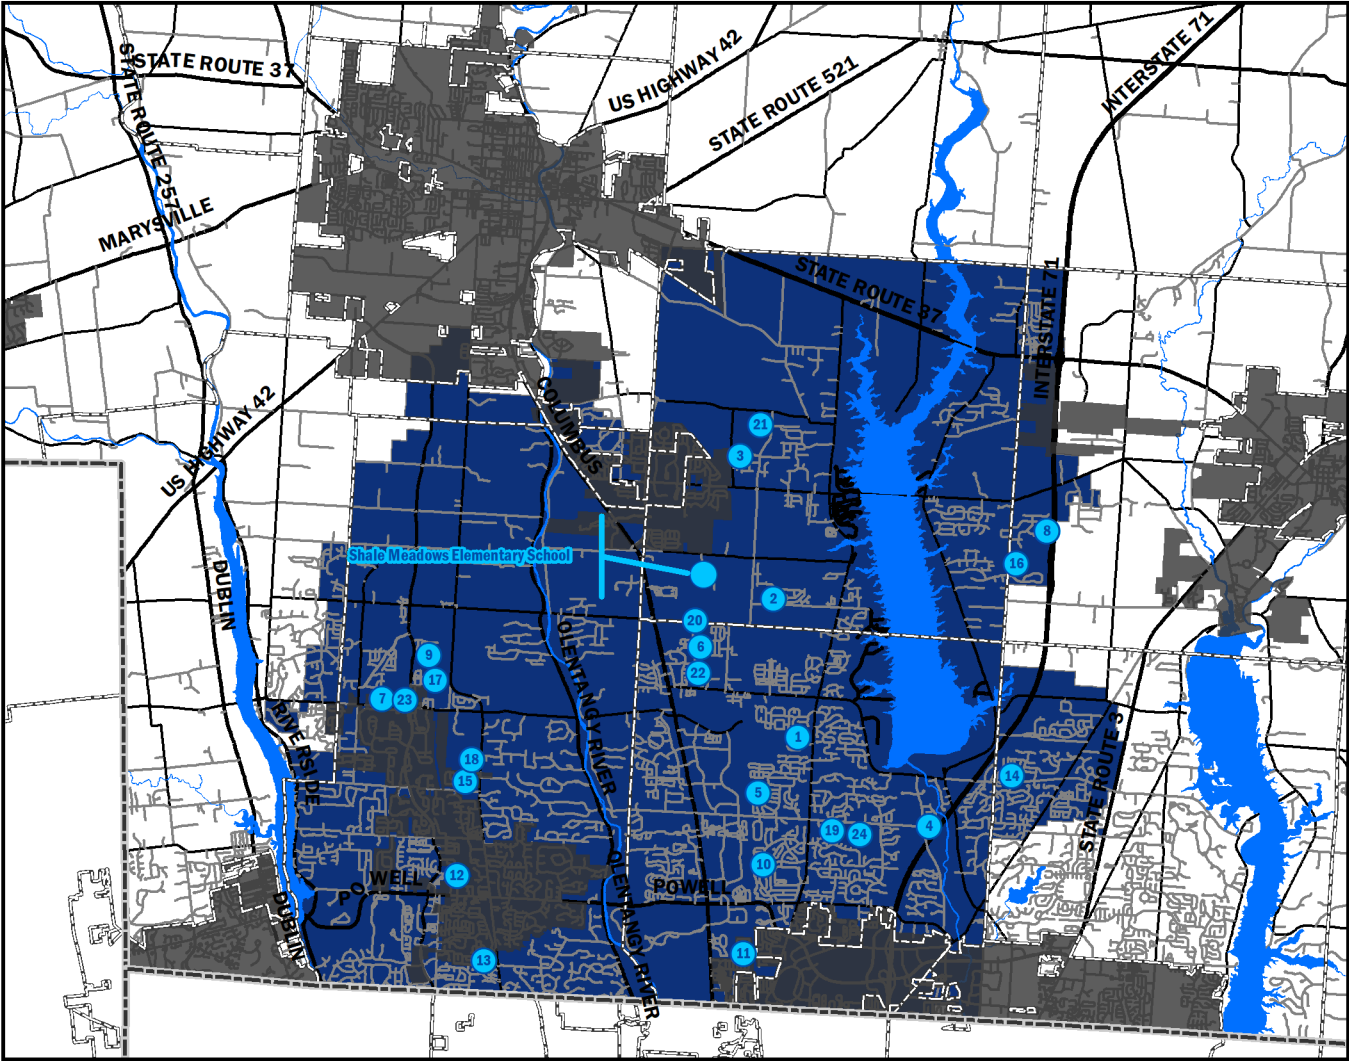 STATE ROUTE 37
STATE ROUTE 257
MARYSVILLE
US HIGHWAY 42
STATE ROUTE 521
INTERSTATE 71
STATE ROUTE 37
INTERSTATE 71
US HIGHWAY 42
COLUMBUS
21
3
8
16
Shale Meadows Elementary School
2
DUBLIN
20
6
22
OLENTANGY RIVER
9
17
7
23
RIVERSIDE
1
18
15
5
14
STATE ROUTE 3
19
24
4
10
12
POWELL
POWELL
OLENTANGY RIVER
DUBLIN
11
13